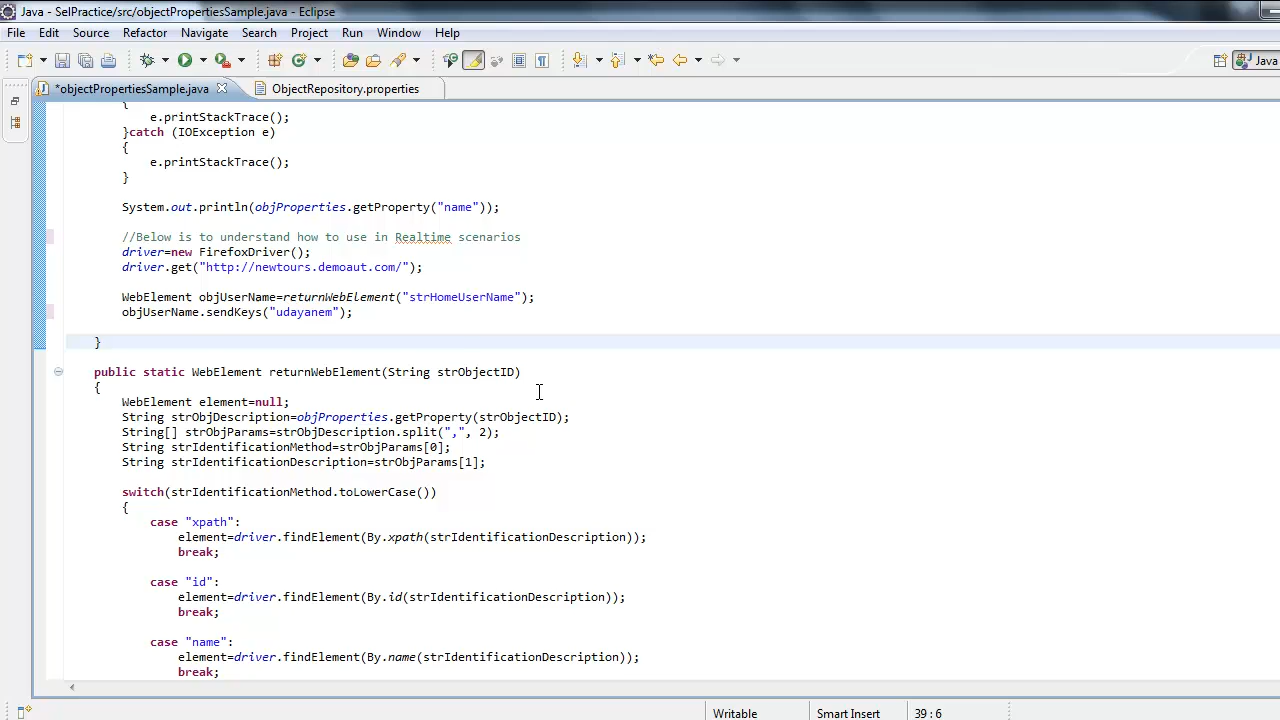 Java - SelPractice/src/objectPropertiesSample.java - Eclipse
File Edit Source Refactor Navigate Search Project Run Window Help
Java
*objectPropertiesSample.java ObjectRepository.properties
{
e.printStackTrace();
}catch (IOException e)
{
e.printStackTrace();
}
System.out.println(objProperties.getProperty("name"));
//Below is to understand how to use in Realtime scenarios
driver=new FirefoxDriver();
driver.get("http://newtours.demoaut.com/");
WebElement objUserName=returnWebElement("strHomeUserName");
objUserName.sendKeys("udayanem");
}
public static WebElement returnWebElement(String strObjectID)
{
WebElement element=null;
String strObjDescription=objProperties.getProperty(strObjectID);
String[] strObjParams=strObjDescription.split(",", 2);
String strIdentificationMethod=strObjParams[0];
String strIdentificationDescription=strObjParams[1];
switch(strIdentificationMethod.toLowerCase())
{
case "xpath":
element=driver.findElement(By.xpath(strIdentificationDescription));
break;
case "id":
element=driver.findElement(By.id(strIdentificationDescription));
break;
case "name":
element=driver.findElement(By.name(strIdentificationDescription));
break;
Writable Smart Insert 39 : 6